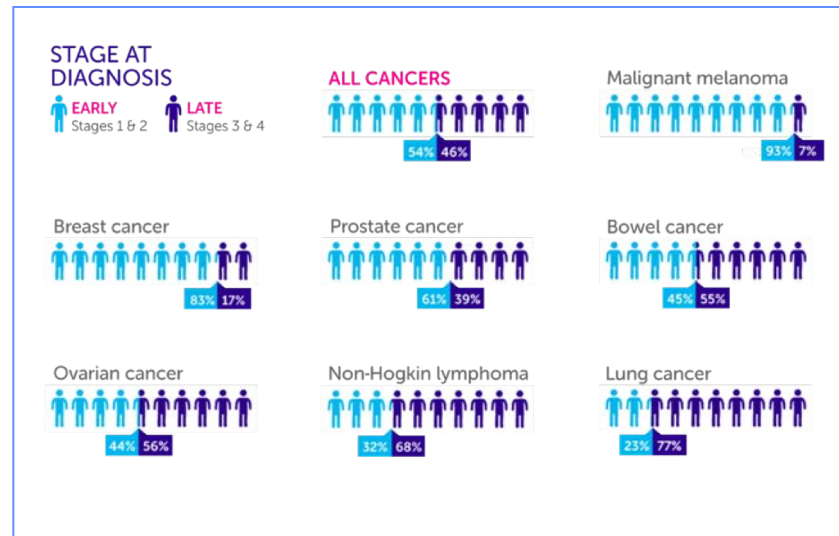 STAGE AT
DIAGNOSIS
EARLY
Stages 1 & 2
LATE
Stages 3 & 4
ALL CANCERS
54% 46%
Malignant melanoma
93% 7%
Breast cancer
83% 17%
Prostate cancer
61% 39%
Bowel cancer
45% 55%
Ovarian cancer
44% 56%
Non-Hogkin lymphoma
32% 68%
Lung cancer
23% 77%